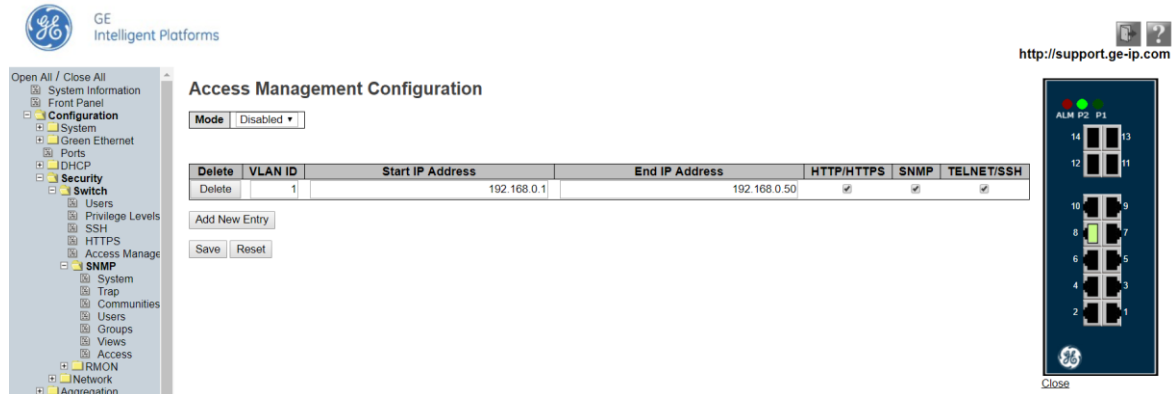 GE
Intelligent Platforms
http://support.ge-ip.com
Open All / Close All
System Information
Front Panel
Configuration
System
Green Ethernet
Ports
DHCP
Security
Switch
Users
Privilege Levels
SSH
HTTPS
Access Manage
SNMP
System
Trap
Communities
Users
Groups
Views
Access
RMON
Network
Aggregation
Access Management Configuration
Mode Disabled
Delete VLAN ID Start IP Address End IP Address HTTP/HTTPS SNMP TELNET/SSH
Delete 1 192.168.0.1 192.168.0.50
Add New Entry
Save Reset
ALM P2 P1
14 13
12 11
10 9
8 7
6 5
4 3
2 1
Close